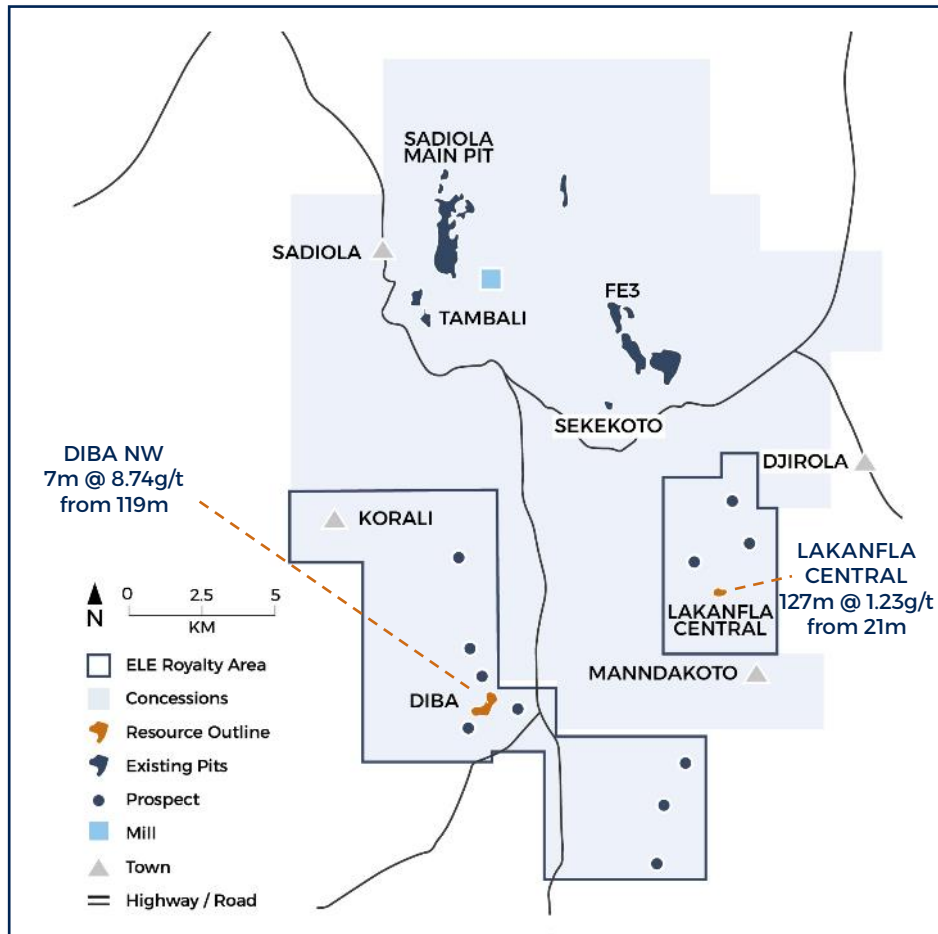 SADIOLA
MAIN PIT
SADIOLA
TAMBALI
FE3
SEKEKOTO
DJIROLA
DIBA NW
7m @ 8.74g/t
from 119m
KORALI
LAKANFLA
CENTRAL
127m @ 1.23g/t
from 21m
LAKANFLA
CENTRAL
MANNDAKOTO
DIBA
N
0 2.5 5
KM
ELE Royalty Area
Concessions
Resource Outline
Existing Pits
Prospect
Mill
Town
Highway / Road